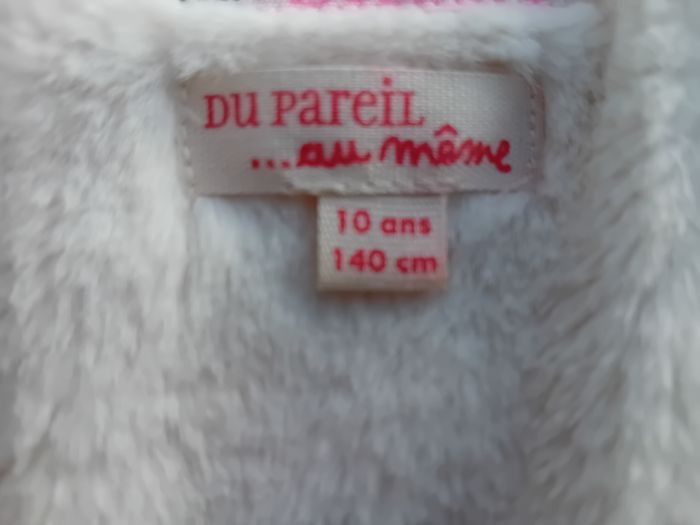 DU PAREIL
...au même
10 ans
140 cm